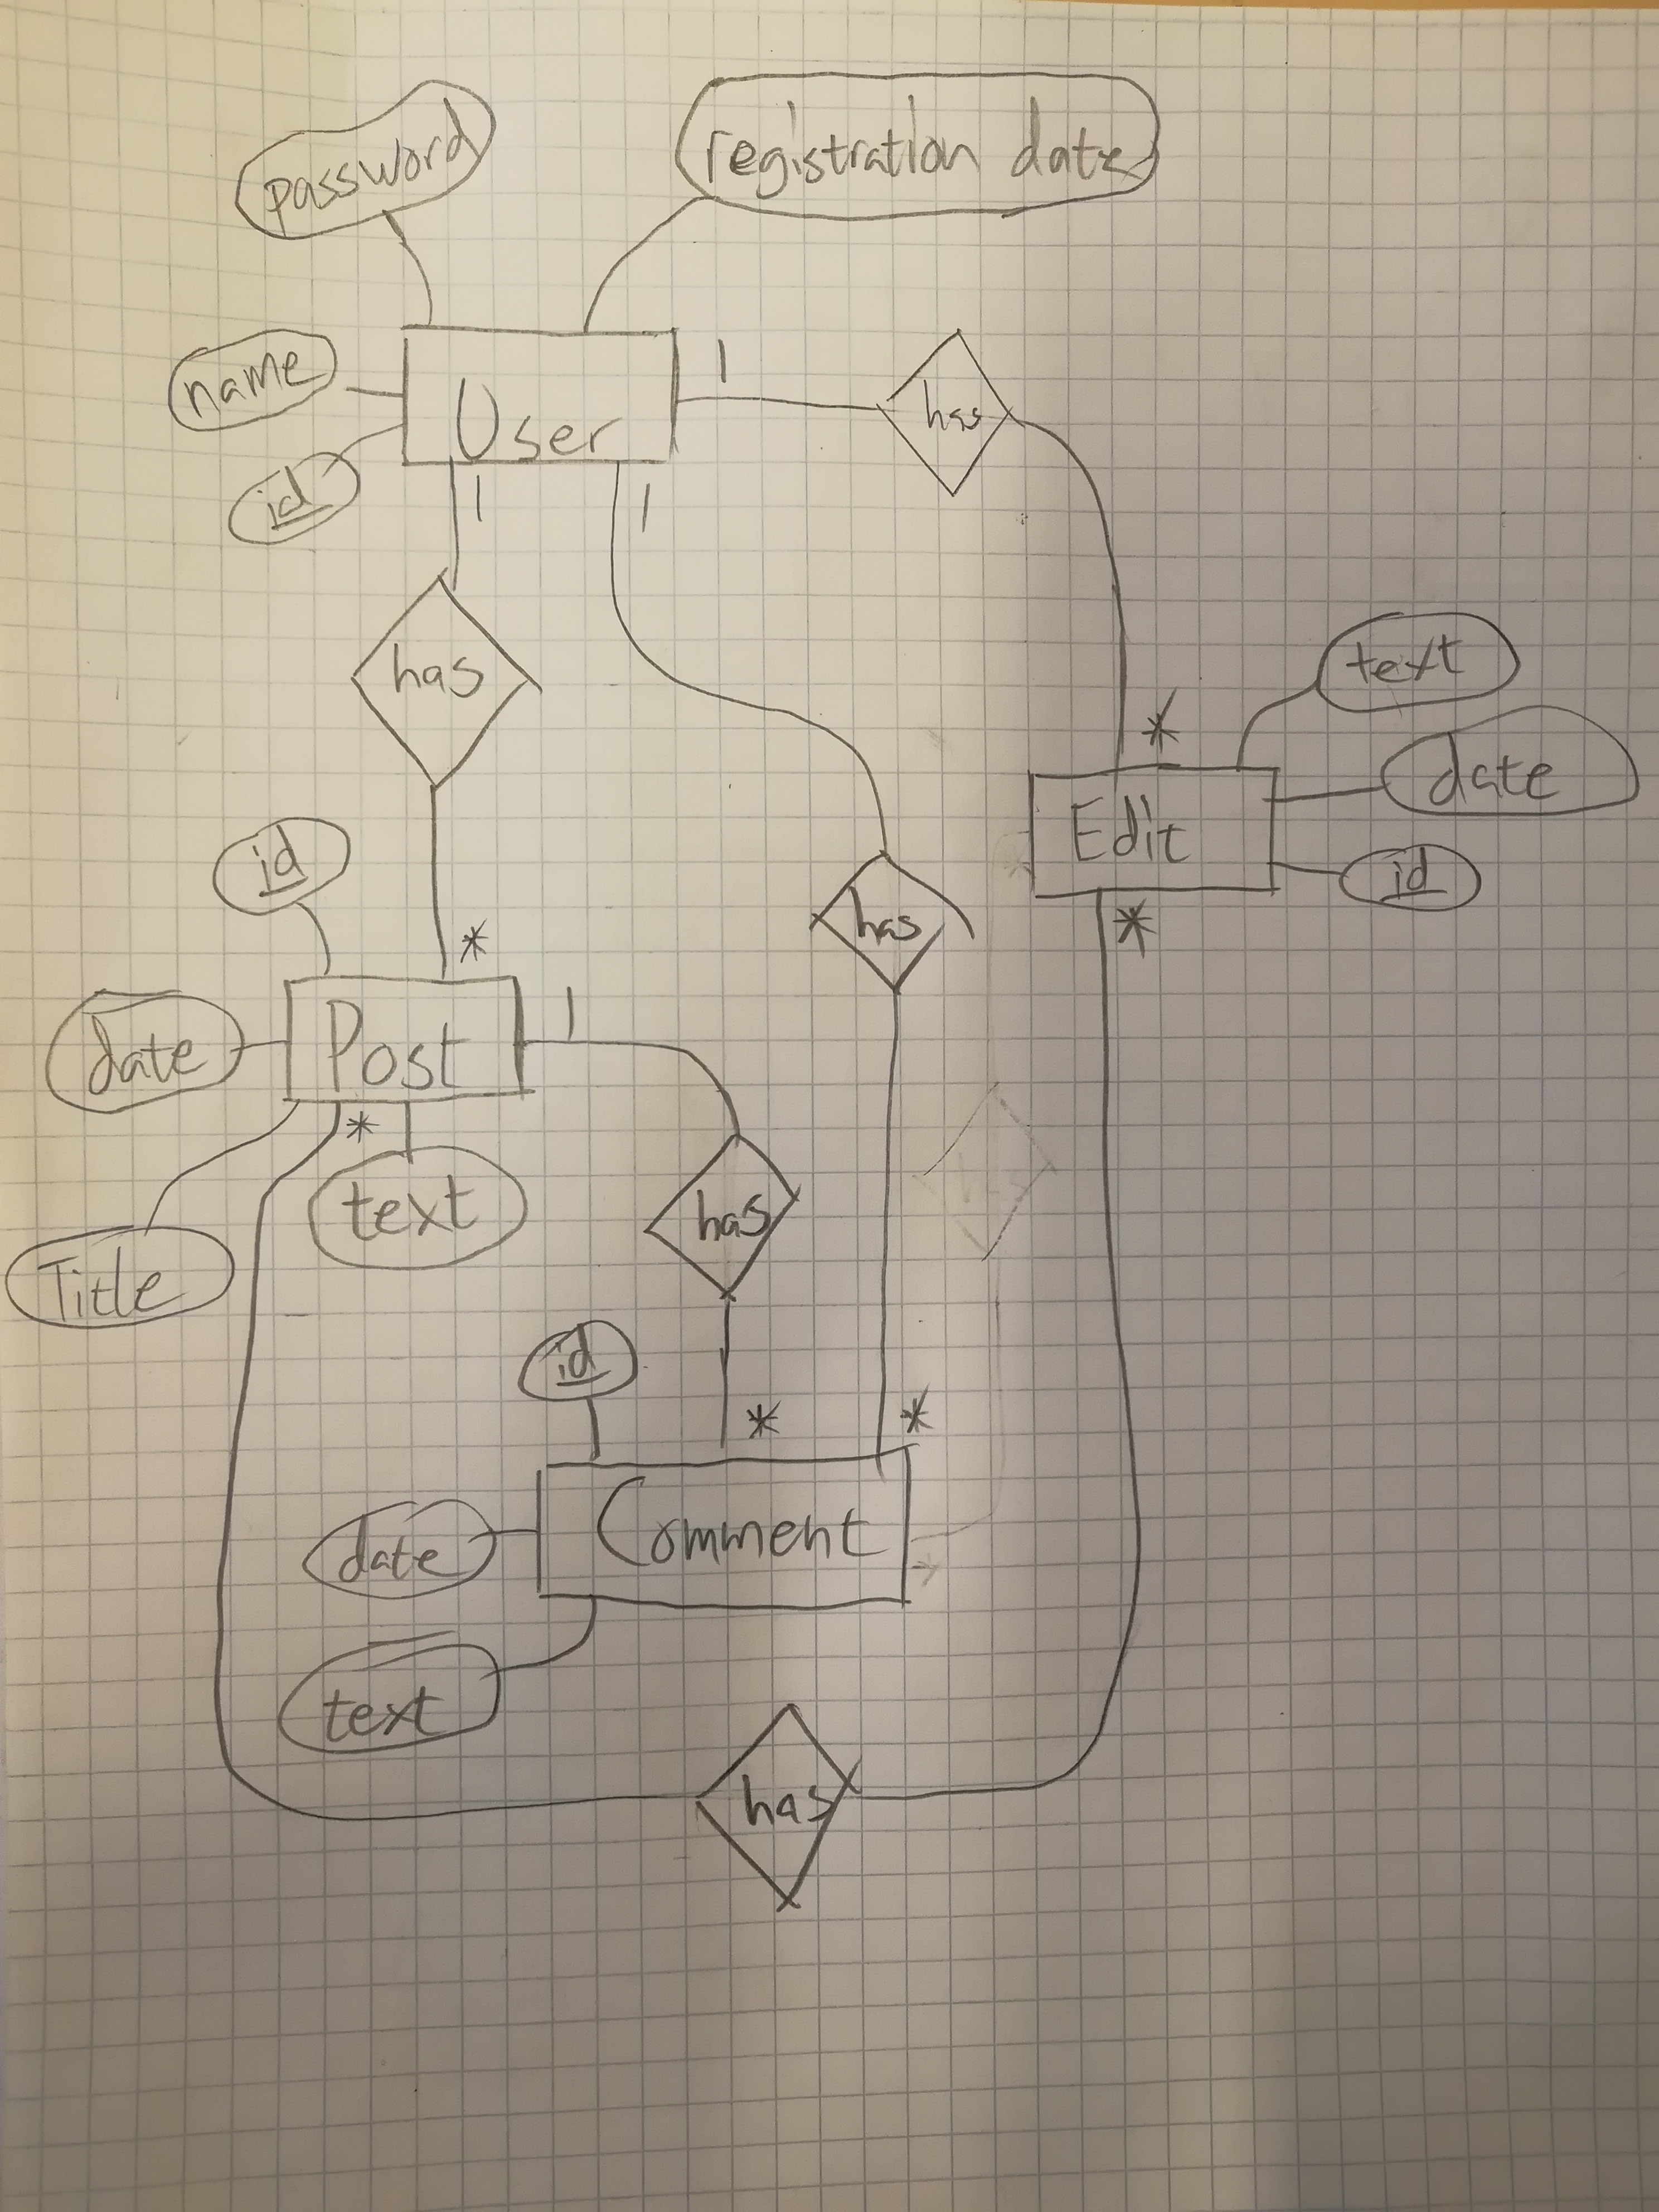 password
registration date
name
User
1
has
id
1
1
has
text
*
date
Edit
id
id
has
*
*
date
Post
1
*
text
has
Title
id
*
*
Comment
date
text
has